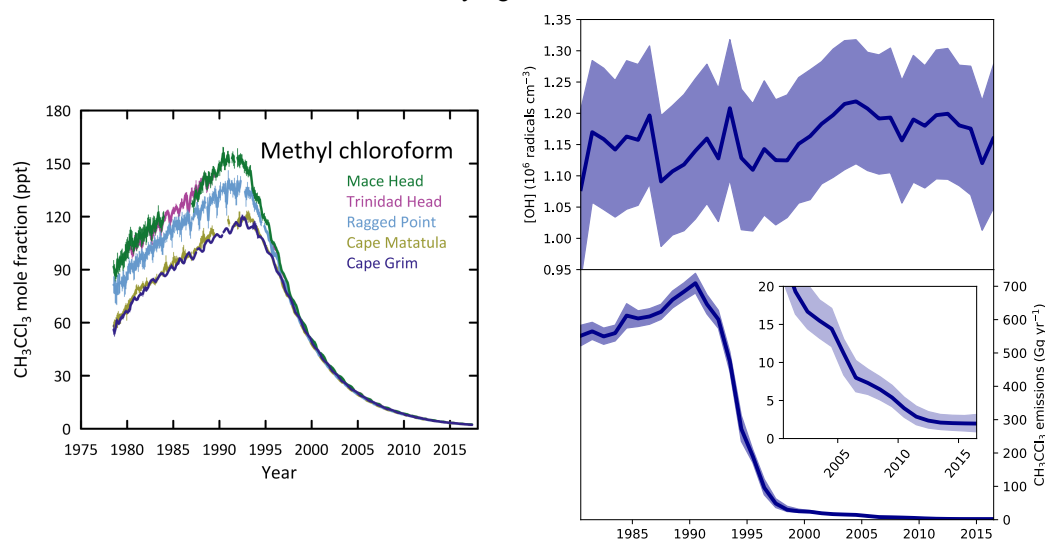 180
150
120
90
60
30
0
CH₃CCl₃ mole fraction (ppt)
Methyl chloroform
Mace Head
Trinidad Head
Ragged Point
Cape Matatula
Cape Grim
1975 1980 1985 1990 1995 2000 2005 2010 2015
Year
1.35
1.30
1.25
1.20
1.15
1.10
1.05
1.00
0.95
[OH] (10⁶ radicals cm⁻³)
700
600
500
400
300
200
100
0
CH₃CCl₃ emissions (Gg yr⁻¹)
20
15
10
5
0
2005 2010 2015
1985 1990 1995 2000 2005 2010 2015